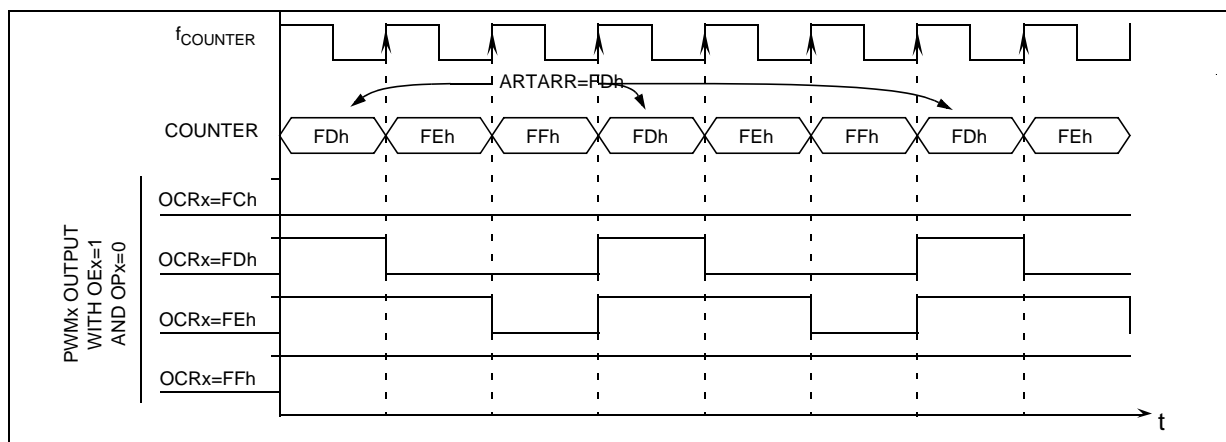 fCOUNTER
ARTARR=FDh
COUNTER
FDh FEh FFh FDh FEh FFh FDh FEh
PWMx OUTPUT
WITH OEx=1
AND OPx=0
OCRx=FCh
OCRx=FDh
OCRx=FEh
OCRx=FFh
t